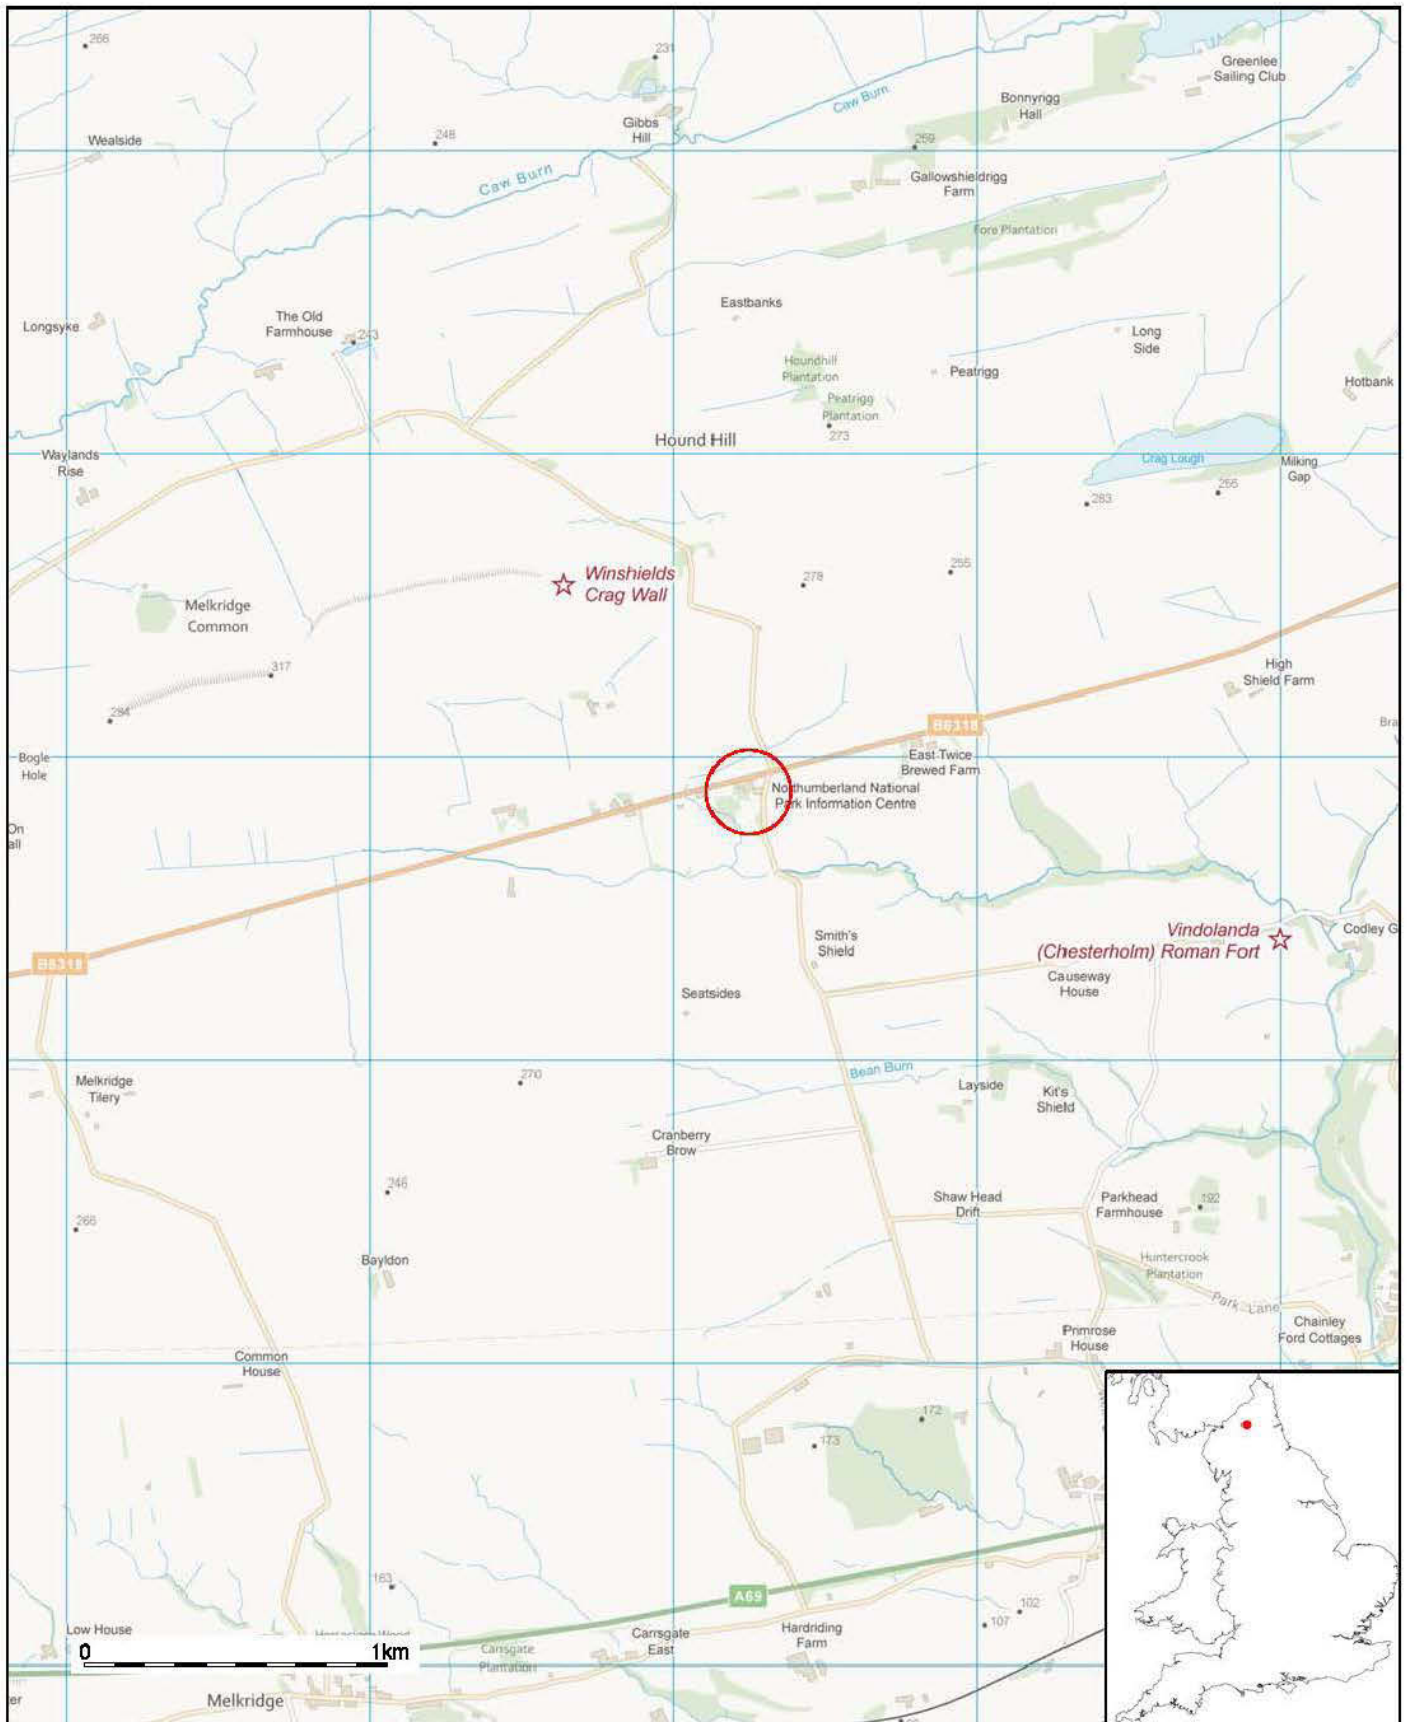 266
231
Greenlee
Sailing Club
Caw Burn
Bonnyrigg
Hall
Gibbs
Hill
Wealside
248
259
Caw Burn
Gallowshieldrigg
Farm
Fore Plantation
Eastbanks
The Old
Farmhouse
Longsyke
243
Long
Side
Houndhill
Plantation
Peatrigg
Hotbank
Peatrigg
Plantation
273
Hound Hill
Waylands
Rise
Crag Lough
Milking
Gap
255
283
Winshields
Crag Wall
278
255
Melkridge
Common
317
High
Shield Farm
284
B6318
Bra
Bogle
Hole
East Twice
Brewed Farm
Northumberland National
Park Information Centre
On
all
Vindolanda
(Chesterholm) Roman Fort
Codley G
Smith's
Shield
B6318
Causeway
House
Seatsides
Bean Burn
270
Melkridge
Tilery
Layside
Kit's
Shield
Cranberry
Brow
246
Shaw Head
Drift
Parkhead
Farmhouse
192
266
Bayldon
Huntercrook
Plantation
Park Lane
Chainley
Ford Cottages
Primrose
House
Common
House
172
173
163
A69
102
107
Low House
Hardriding
Farm
Carrsgate
East
Carrsgate
Plantation
0
1km
er
Melkridge